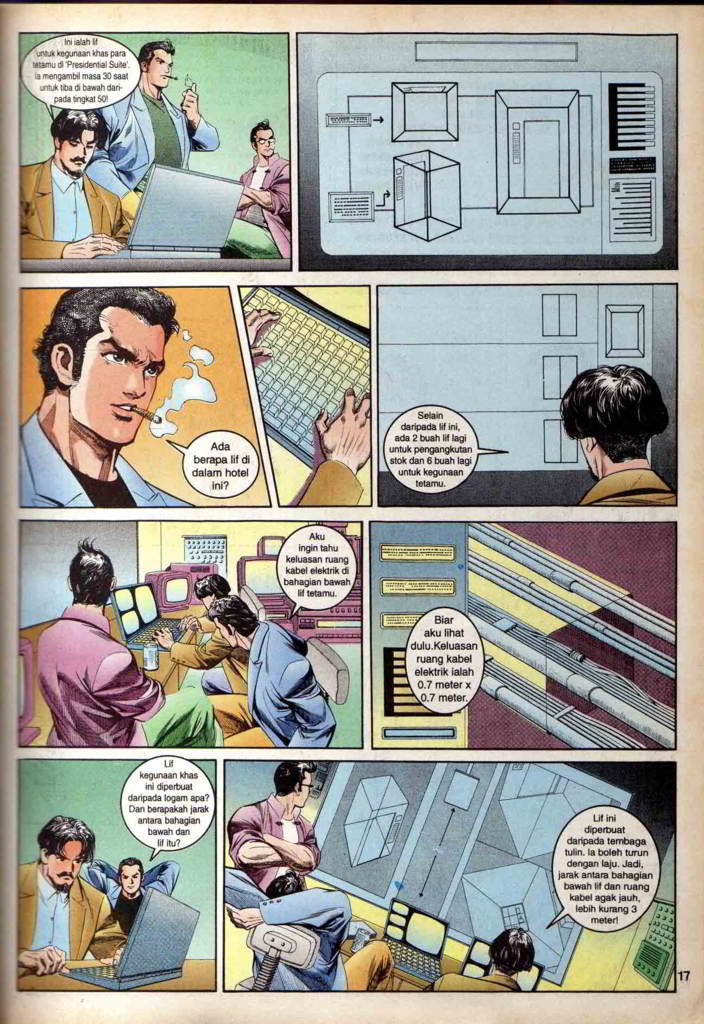 Ini ialah lif
untuk kegunaan khas para
tetamu di 'Presidential Suite'.
Ia mengambil masa 30 saat
untuk tiba di bawah dari-
pada tingkat 50!
Ada
berapa lif di
dalam hotel
ini?
Selain
daripada lif ini,
ada 2 buah lif lagi
untuk pengangkutan
stok dan 6 buah lagi
untuk kegunaan
tetamu.
Aku
ingin tahu
keluasan ruang
kabel elektrik di
bahagian bawah
lif tetamu.
Biar
aku lihat
dulu.Keluasan
ruang kabel
elektrik ialah
0.7 meter x
0.7 meter.
Lif
kegunaan khas
ini diperbuat
daripada logam apa?
Dan berapakah jarak
antara bahagian
bawah dan
lif itu?
Lif ini
diperbuat
daripada tembaga
tulin. Ia boleh turun
dengan laju. Jadi,
jarak antara bahagian
bawah lif dan ruang
kabel agak jauh,
lebih kurang 3
meter!
17